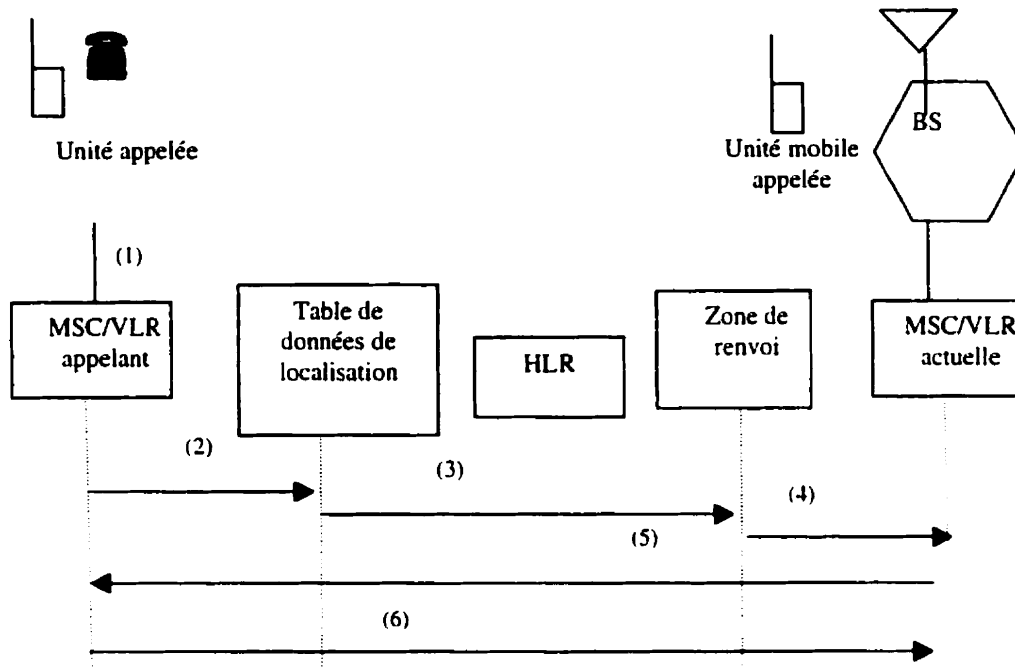 BS
Unité appelée
Unité mobile
appelée
(1)
MSC/VLR
appelant
Table de
données de
localisation
HLR
Zone de
renvoi
MSC/VLR
actuelle
(2)
(3)
(4)
(5)
(6)